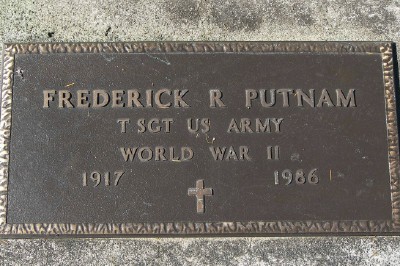 FREDERICK R PUTNAM
T SGT US ARMY
WORLD WAR II
1917 1986